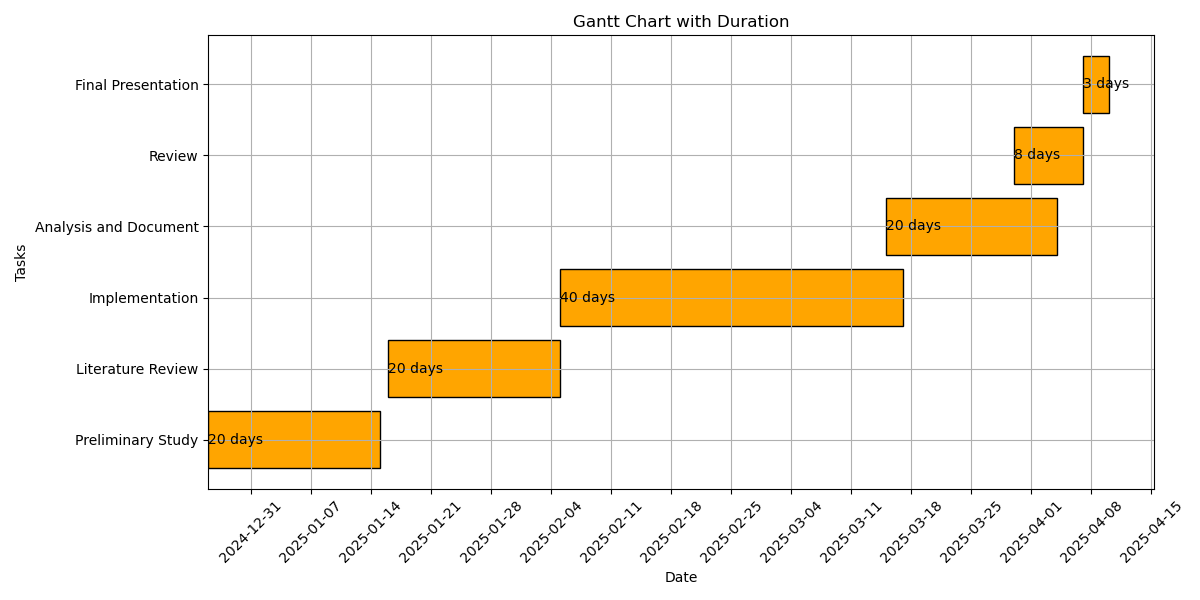 Gantt Chart with Duration
Final Presentation
3 days
Review
8 days
Analysis and Document
20 days
Tasks
Implementation
40 days
Literature Review
20 days
Preliminary Study
20 days
2024-12-31
2025-01-07
2025-01-14
2025-01-21
2025-01-28
2025-02-04
2025-02-11
2025-02-18
2025-02-25
2025-03-04
2025-03-11
2025-03-18
2025-03-25
2025-04-01
2025-04-08
2025-04-15
Date